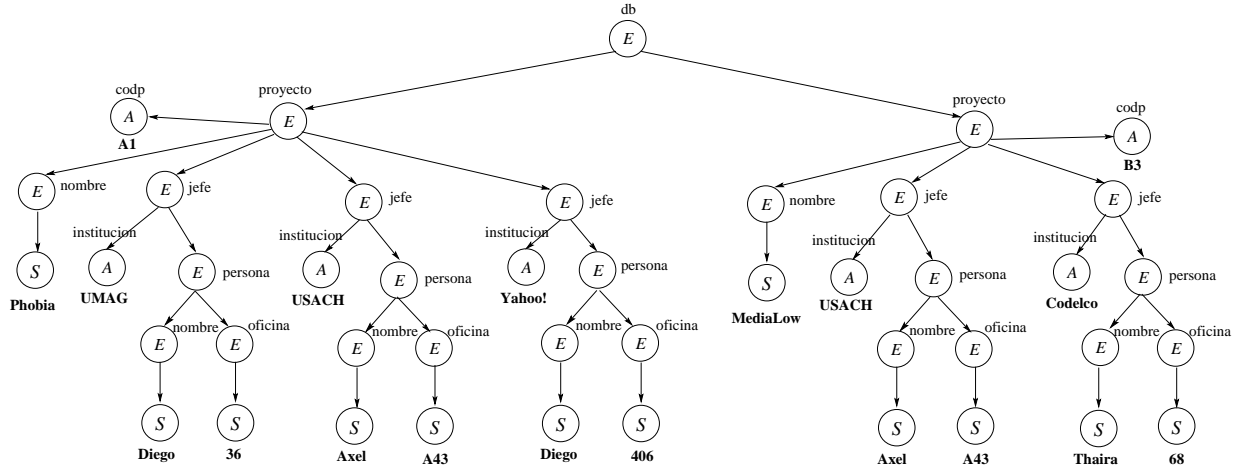 db
E
codp
proyecto
proyecto
codp
A
E
E
A
A1
B3
E nombre
E jefe
E jefe
E jefe
E nombre
E jefe
E jefe
institucion
institucion
institucion
institucion
institucion
S
A
E persona
A
E persona
A
E persona
S
A
E persona
A
E persona
Phobia
UMAG
USACH
Yahoo!
MediaLow
USACH
Codelco
nombre
oficina
nombre
oficina
nombre
oficina
nombre
oficina
nombre
oficina
E
E
E
E
E
E
E
E
E
E
S
S
S
S
S
S
S
S
S
S
Diego
36
Axel
A43
Diego
406
Axel
A43
Thaira
68